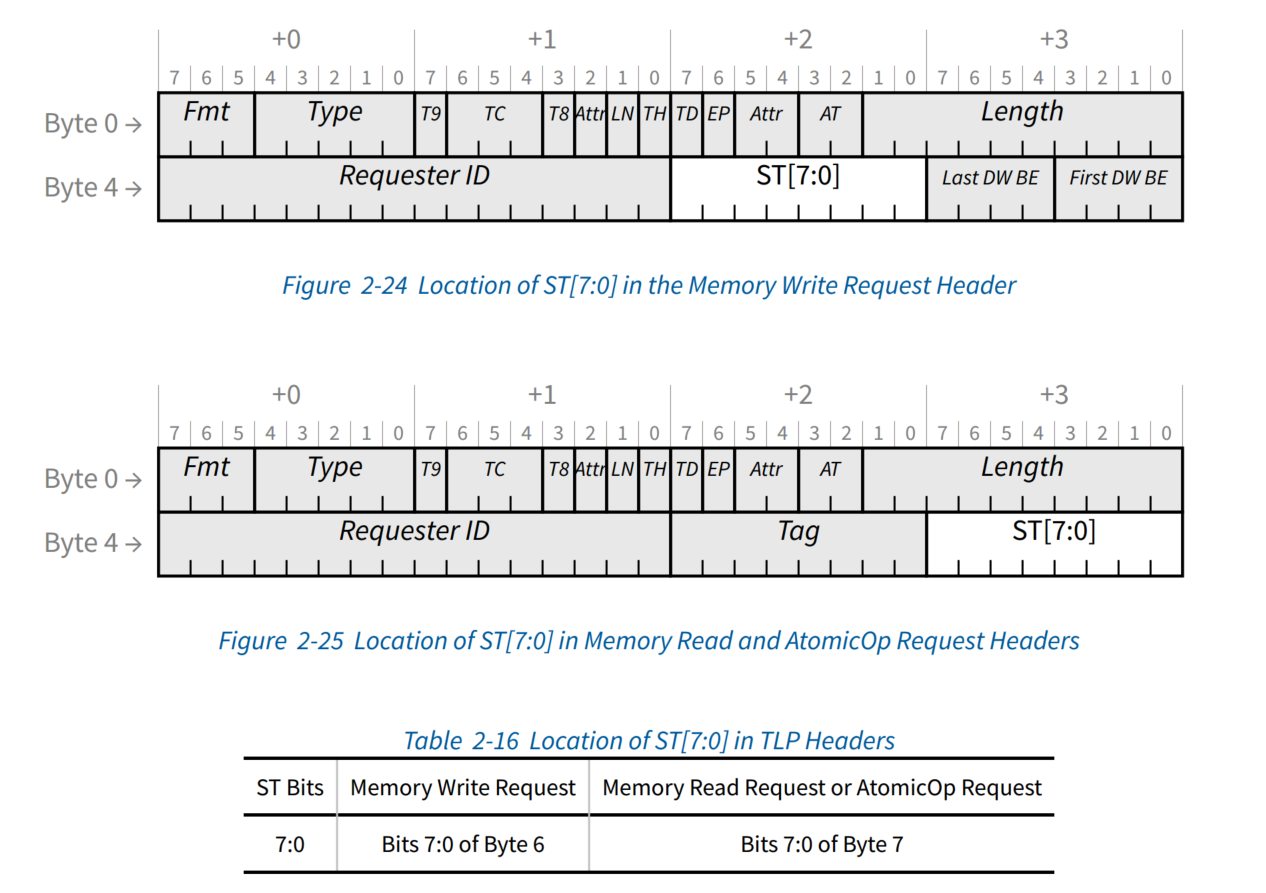 +0 +1 +2 +3
7 6 5 4 3 2 1 0 7 6 5 4 3 2 1 0 7 6 5 4 3 2 1 0 7 6 5 4 3 2 1 0
Byte 0 → Fmt Type T9 TC T8 Attr LN TH TD EP Attr AT Length
Byte 4 → Requester ID ST[7:0] Last DW BE First DW BE
Figure 2-24 Location of ST[7:0] in the Memory Write Request Header
+0 +1 +2 +3
7 6 5 4 3 2 1 0 7 6 5 4 3 2 1 0 7 6 5 4 3 2 1 0 7 6 5 4 3 2 1 0
Byte 0 → Fmt Type T9 TC T8 Attr LN TH TD EP Attr AT Length
Byte 4 → Requester ID Tag ST[7:0]
Figure 2-25 Location of ST[7:0] in Memory Read and AtomicOp Request Headers
Table 2-16 Location of ST[7:0] in TLP Headers
ST Bits Memory Write Request Memory Read Request or AtomicOp Request
7:0 Bits 7:0 of Byte 6 Bits 7:0 of Byte 7